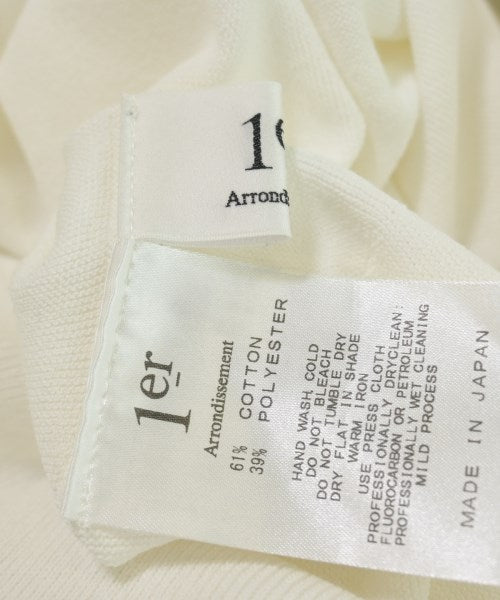 1er
Arrond
1er
Arrondissement
61% COTTON
39% POLYESTER
HAND WASH, COLD
DO NOT BLEACH
DO NOT TUMBLE DRY
DRY FLAT IN SHADE
WARM IRON
USE PRESS CLOTH
PROFESSIONALLY DRYCLEAN:
FLUOROCARBON OR PETROLEUM
PROFESSIONALLY WET CLEANING
MILD PROCESS
MADE IN JAPAN